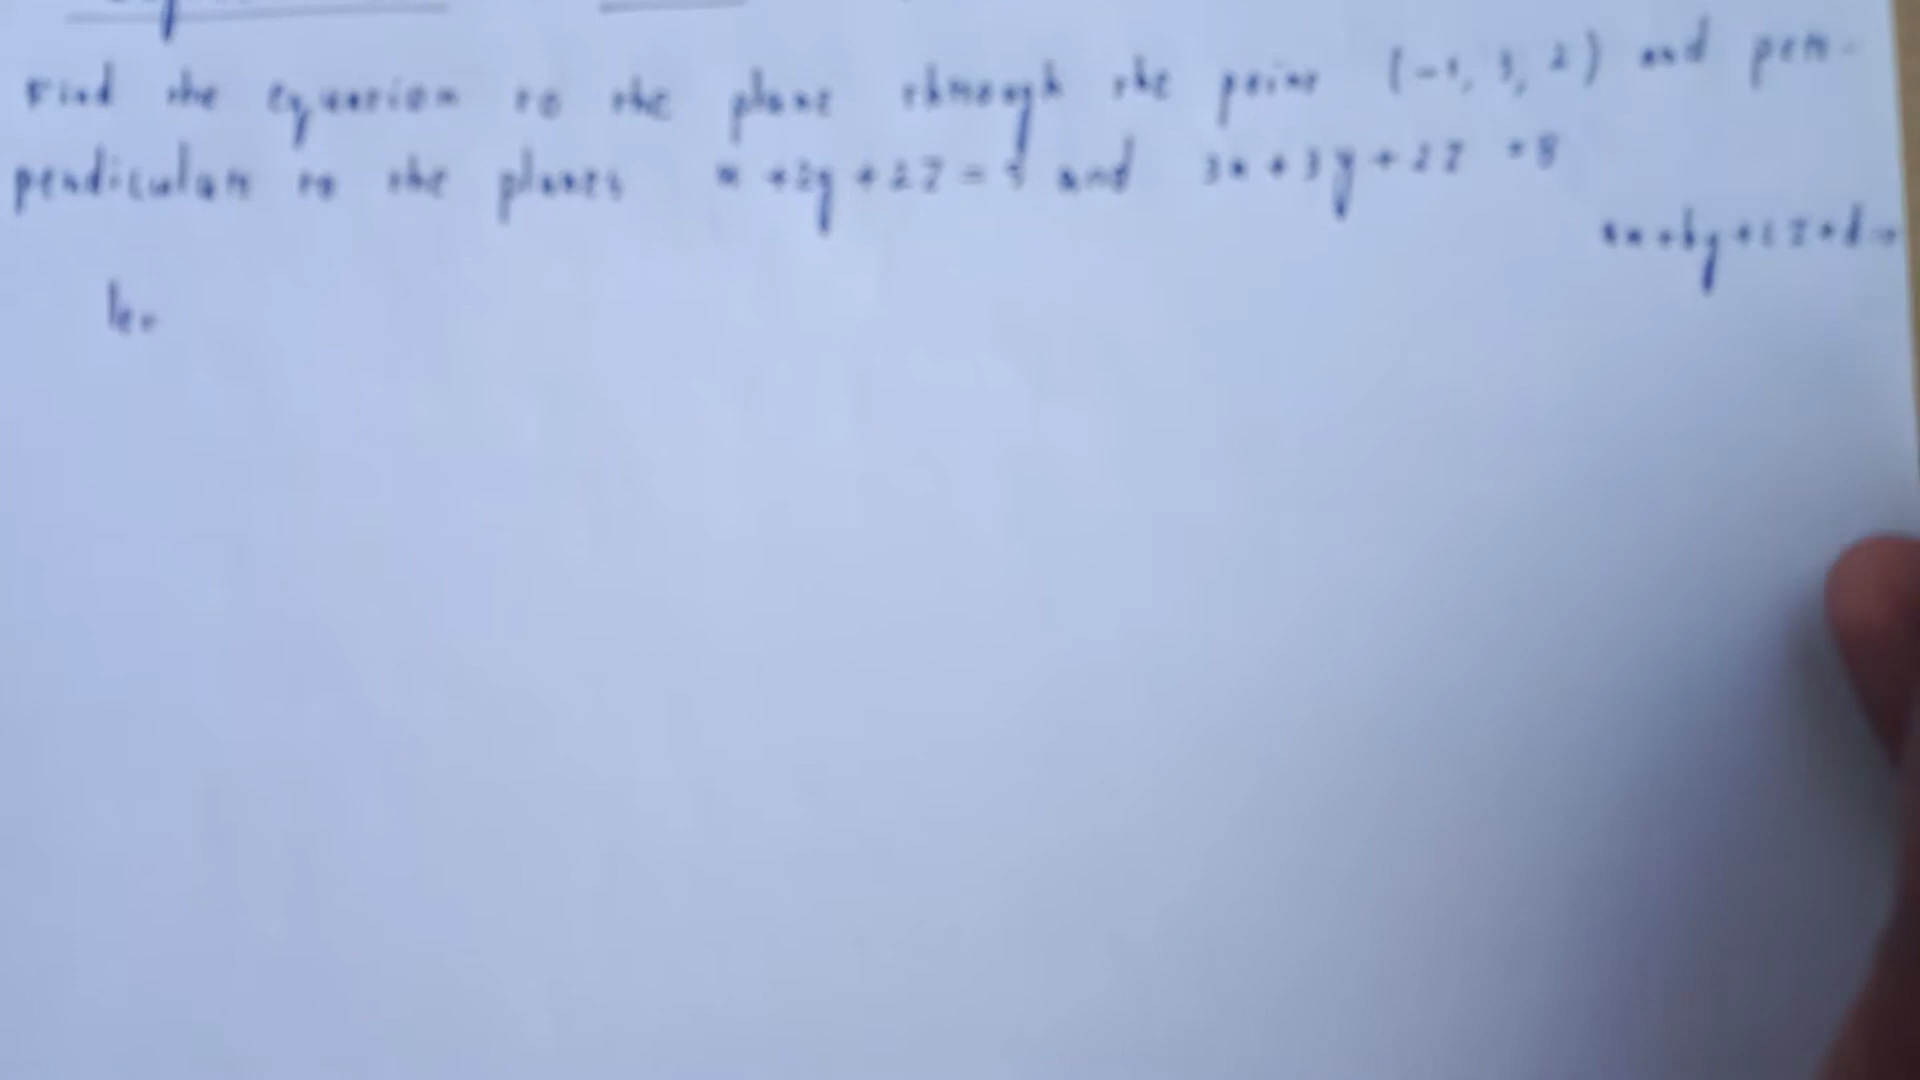 Find the equation to the plane through the point (-1, 3, 2) and per-
pendicular to the planes x + 2y + 2z = 5 and 3x + 3y + 2z = 8
ax + by + cz + d = 0
let